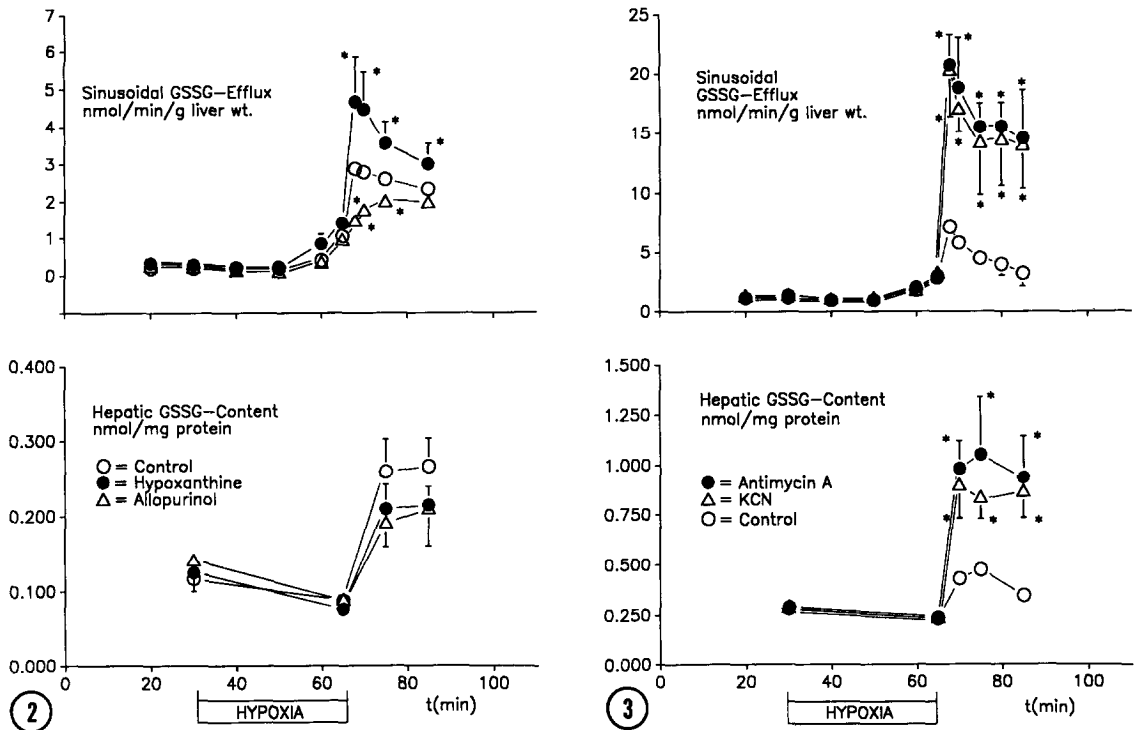 7
6
5
4
3
2
1
0
Sinusoidal GSSG-Efflux
nmol/min/g liver wt.
* * * * * * *
0.400
0.300
0.200
0.100
0.000
Hepatic GSSG-Content
nmol/mg protein
= Control
= Hypoxanthine
= Allopurinol
0 20 40 60 80 100
t(min)
HYPOXIA
2
25
20
15
10
5
0
Sinusoidal
GSSG-Efflux
nmol/min/g liver wt.
* * * * *
* * * * *
1.500
1.250
1.000
0.750
0.500
0.250
0.000
Hepatic GSSG-Content
nmol/mg protein
= Antimycin A
= KCN
= Control
* * *
* * *
0 20 40 60 80 100
t(min)
HYPOXIA
3